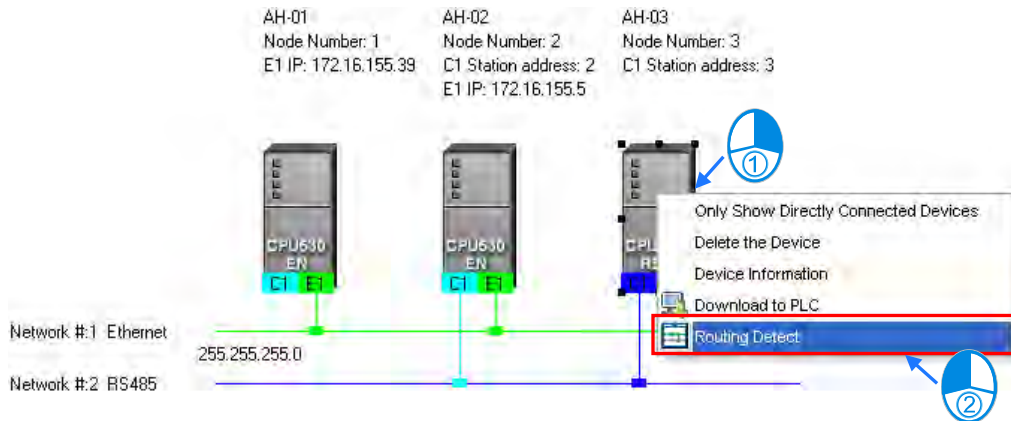 AH-01 AH-02 AH-03
Node Number: 1 Node Number: 2 Node Number: 3
E1 IP: 172.16.155.39 C1 Station address: 2 C1 Station address: 3
E1 IP: 172.16.155.5
①
Only Show Directly Connected Devices
CPU530 CPU530 CPU
EN EN
Delete the Device
C1 E1 C1 E1
Device Information
Download to PLC
Network #:1 Ethernet
Routing Detect
255.255.255.0
Network #:2 RS485
②